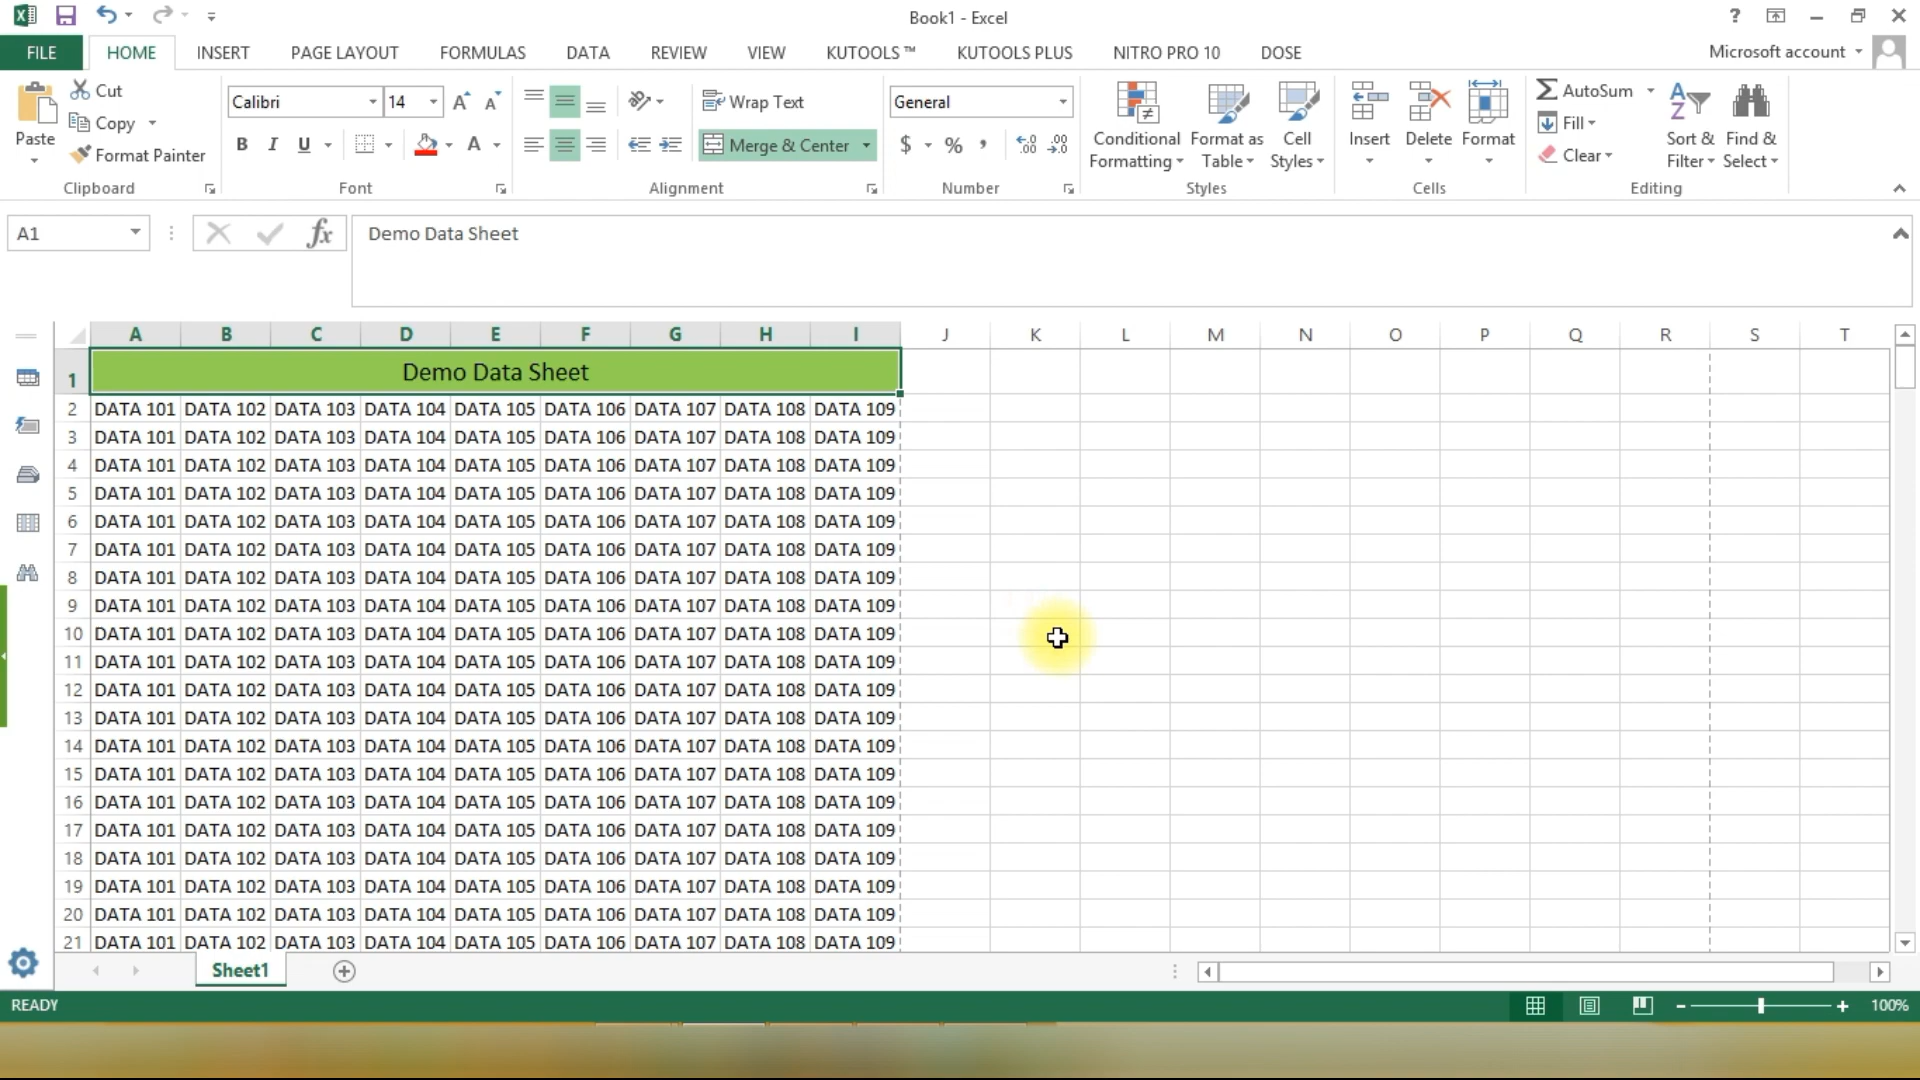 Book1 - Excel
?
FILE HOME INSERT PAGE LAYOUT FORMULAS DATA REVIEW VIEW KUTOOLS ™ KUTOOLS PLUS NITRO PRO 10 DOSE Microsoft account
Paste
Cut
Copy
Format Painter
Clipboard
Calibri 14
B I U A
Font
Wrap Text
Merge & Center
Alignment
General
$ % ,
Number
Conditional Formatting
Format as Table
Cell Styles
Styles
Insert
Delete
Format
Cells
AutoSum
Fill
Clear
Sort & Filter
Find & Select
Editing
A1 fx Demo Data Sheet
A B C D E F G H I J K L M N O P Q R S T
1 Demo Data Sheet
2 DATA 101 DATA 102 DATA 103 DATA 104 DATA 105 DATA 106 DATA 107 DATA 108 DATA 109
3 DATA 101 DATA 102 DATA 103 DATA 104 DATA 105 DATA 106 DATA 107 DATA 108 DATA 109
4 DATA 101 DATA 102 DATA 103 DATA 104 DATA 105 DATA 106 DATA 107 DATA 108 DATA 109
5 DATA 101 DATA 102 DATA 103 DATA 104 DATA 105 DATA 106 DATA 107 DATA 108 DATA 109
6 DATA 101 DATA 102 DATA 103 DATA 104 DATA 105 DATA 106 DATA 107 DATA 108 DATA 109
7 DATA 101 DATA 102 DATA 103 DATA 104 DATA 105 DATA 106 DATA 107 DATA 108 DATA 109
8 DATA 101 DATA 102 DATA 103 DATA 104 DATA 105 DATA 106 DATA 107 DATA 108 DATA 109
9 DATA 101 DATA 102 DATA 103 DATA 104 DATA 105 DATA 106 DATA 107 DATA 108 DATA 109
10 DATA 101 DATA 102 DATA 103 DATA 104 DATA 105 DATA 106 DATA 107 DATA 108 DATA 109
11 DATA 101 DATA 102 DATA 103 DATA 104 DATA 105 DATA 106 DATA 107 DATA 108 DATA 109
12 DATA 101 DATA 102 DATA 103 DATA 104 DATA 105 DATA 106 DATA 107 DATA 108 DATA 109
13 DATA 101 DATA 102 DATA 103 DATA 104 DATA 105 DATA 106 DATA 107 DATA 108 DATA 109
14 DATA 101 DATA 102 DATA 103 DATA 104 DATA 105 DATA 106 DATA 107 DATA 108 DATA 109
15 DATA 101 DATA 102 DATA 103 DATA 104 DATA 105 DATA 106 DATA 107 DATA 108 DATA 109
16 DATA 101 DATA 102 DATA 103 DATA 104 DATA 105 DATA 106 DATA 107 DATA 108 DATA 109
17 DATA 101 DATA 102 DATA 103 DATA 104 DATA 105 DATA 106 DATA 107 DATA 108 DATA 109
18 DATA 101 DATA 102 DATA 103 DATA 104 DATA 105 DATA 106 DATA 107 DATA 108 DATA 109
19 DATA 101 DATA 102 DATA 103 DATA 104 DATA 105 DATA 106 DATA 107 DATA 108 DATA 109
20 DATA 101 DATA 102 DATA 103 DATA 104 DATA 105 DATA 106 DATA 107 DATA 108 DATA 109
21 DATA 101 DATA 102 DATA 103 DATA 104 DATA 105 DATA 106 DATA 107 DATA 108 DATA 109
Sheet1
READY 100%